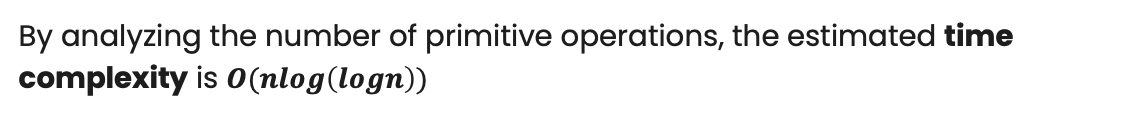 By analyzing the number of primitive operations, the estimated time
complexity is O(nlog(logn))